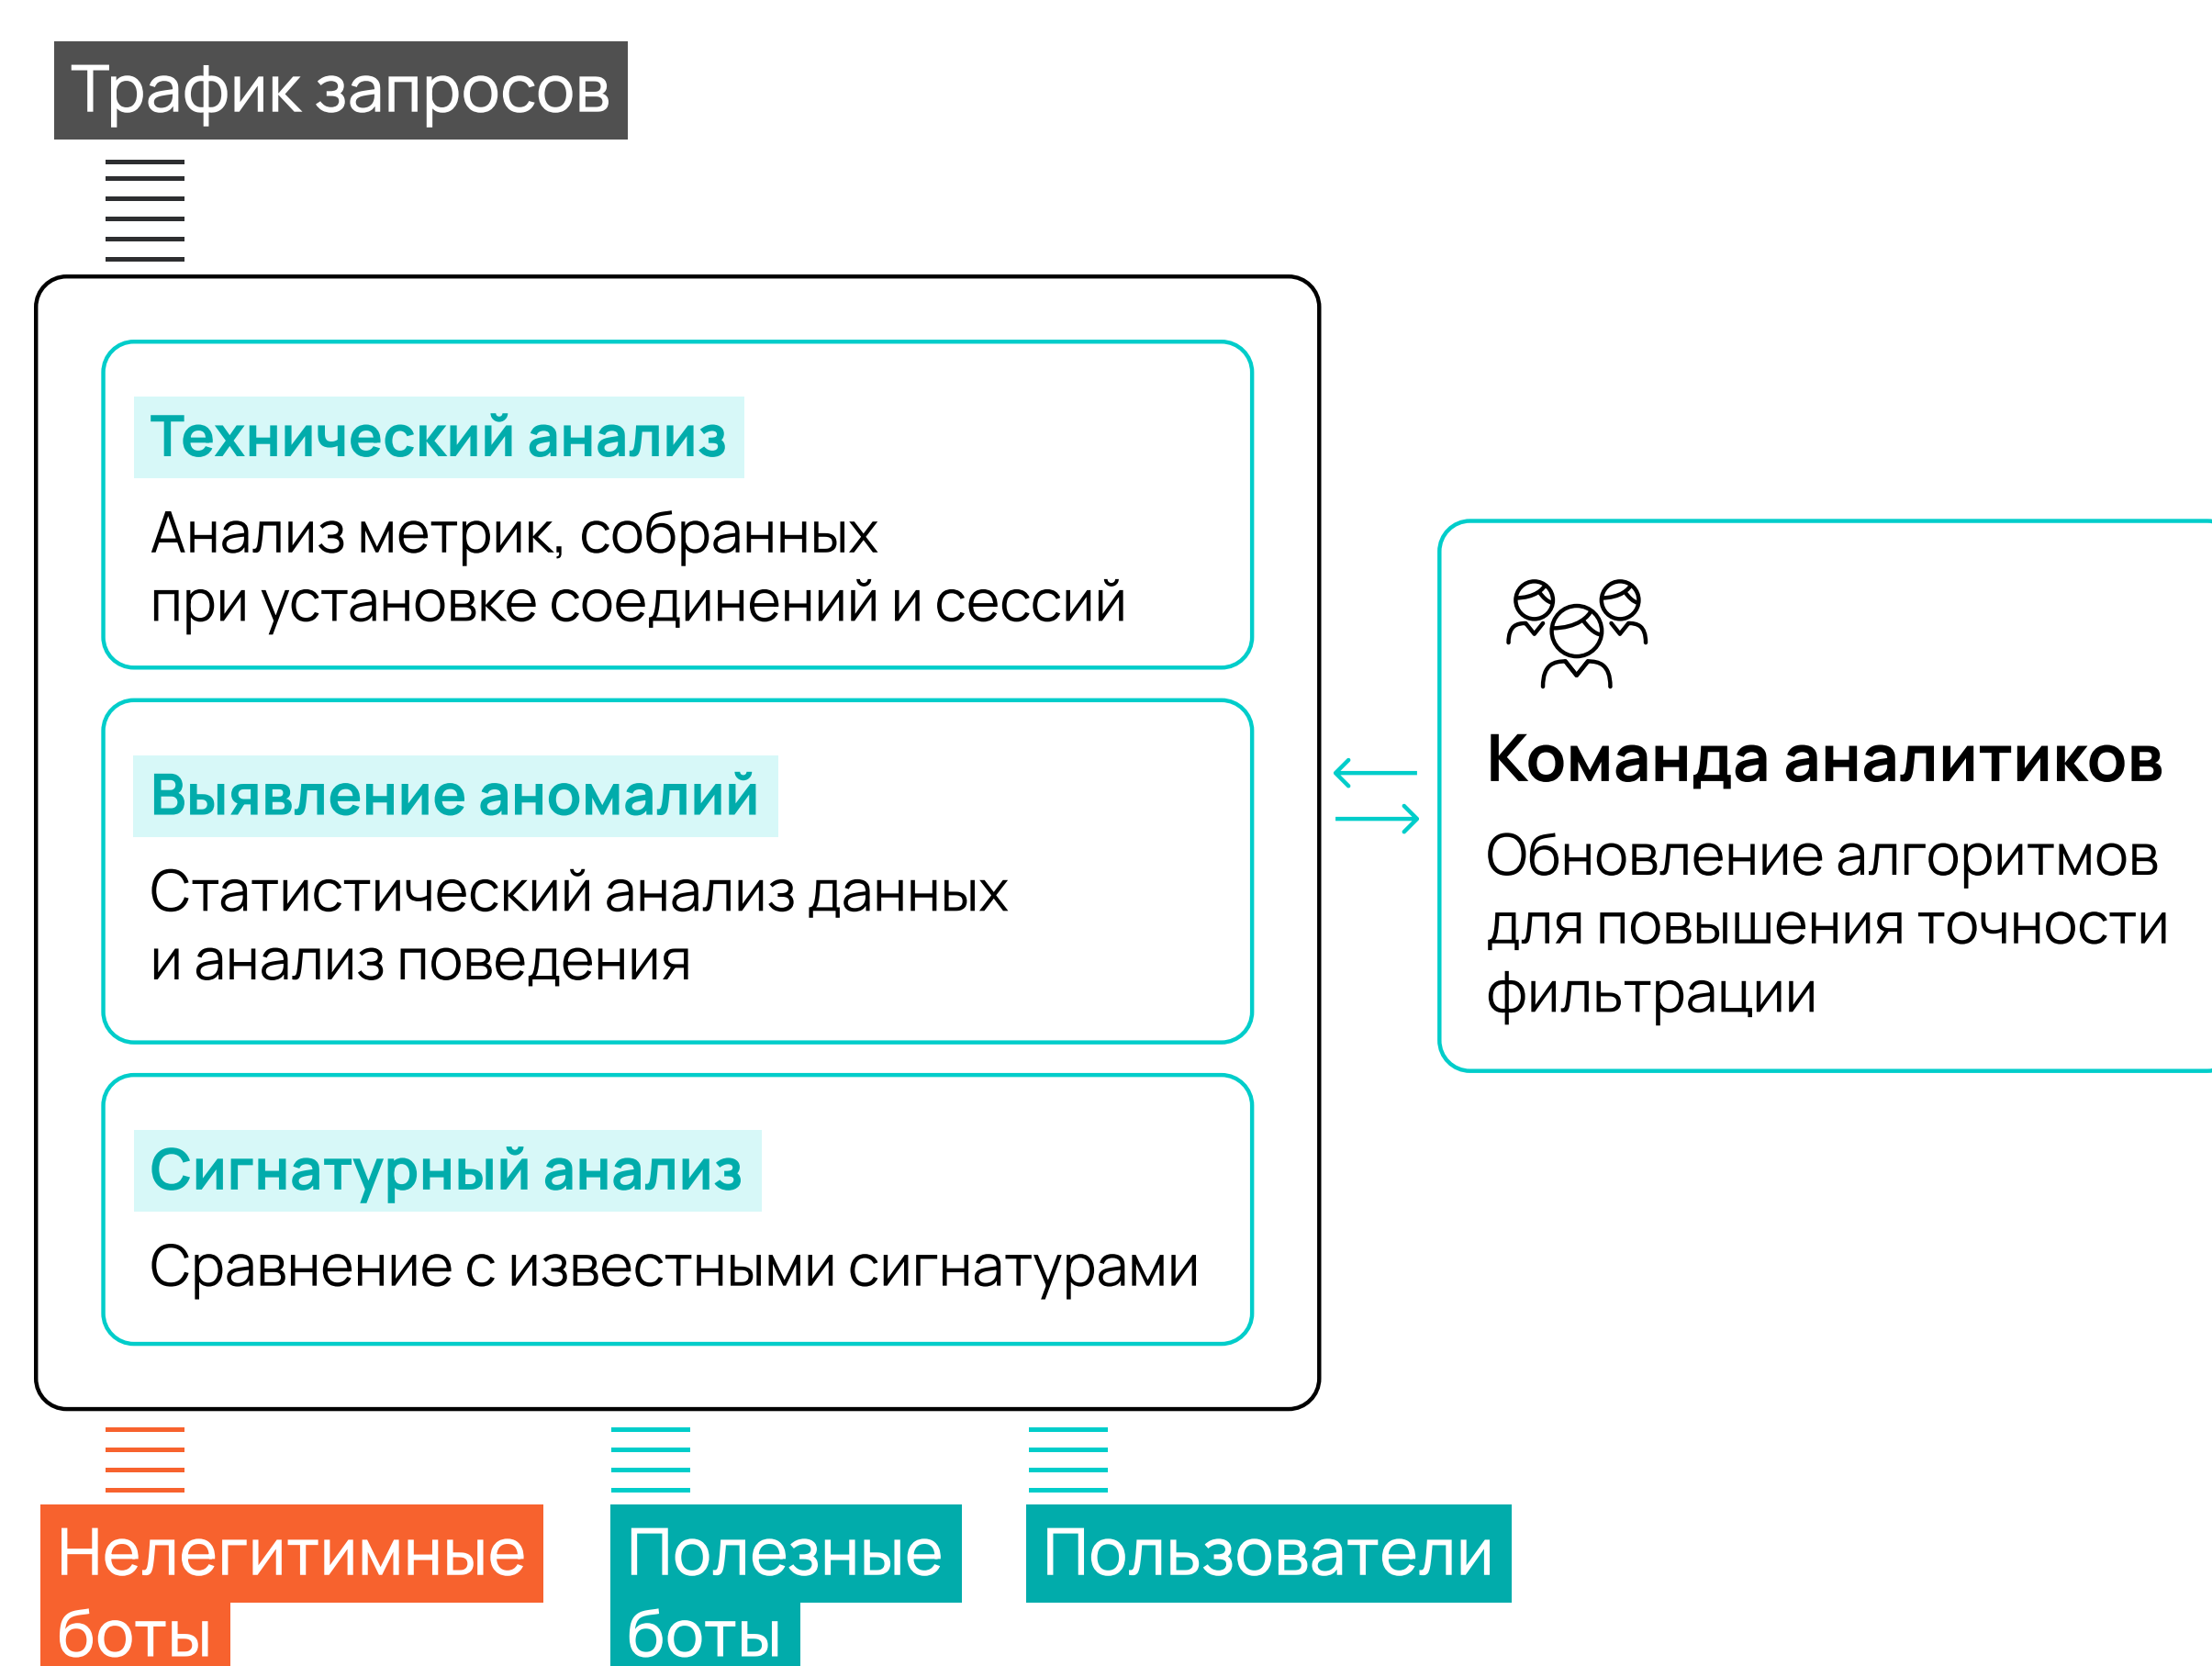 Трафик запросов
Технический анализ
Анализ метрик, собранных
при установке соединений и сессий
Выявление аномалий
Статистический анализ данных
и анализ поведения
Сигнатурный анализ
Сравнение с известными сигнатурами
Команда аналитиков
Обновление алгоритмов
для повышения точности
фильтрации
Нелегитимные
боты
Полезные
боты
Пользователи